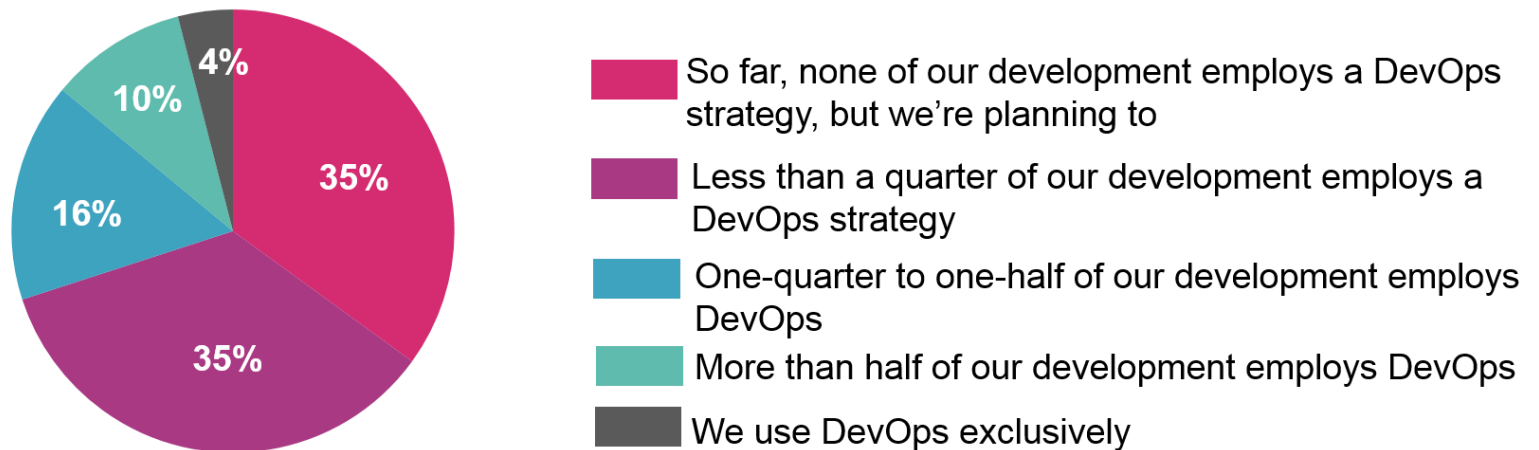 4%
10%
35%
16%
35%
So far, none of our development employs a DevOps
strategy, but we’re planning to
Less than a quarter of our development employs a
DevOps strategy
One-quarter to one-half of our development employs
DevOps
More than half of our development employs DevOps
We use DevOps exclusively